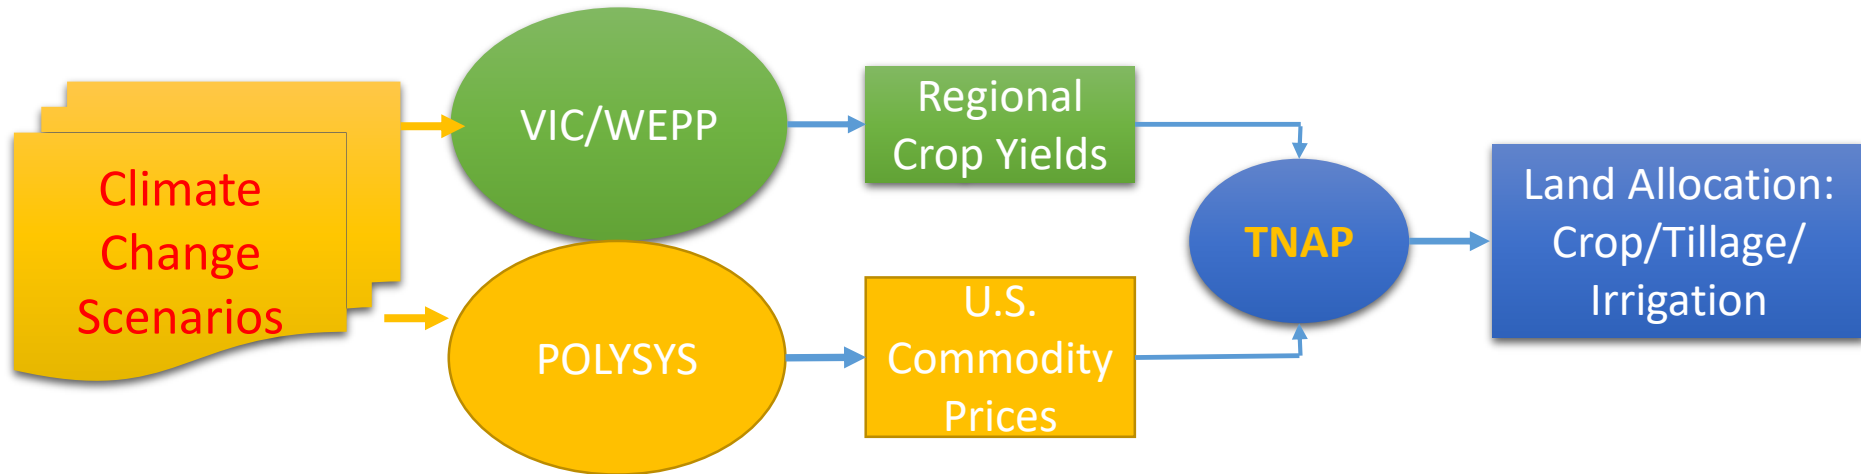 Climate
Change
Scenarios
VIC/WEPP
POLYSYS
Regional
Crop Yields
U.S.
Commodity
Prices
TNAP
Land Allocation:
Crop/Tillage/
Irrigation